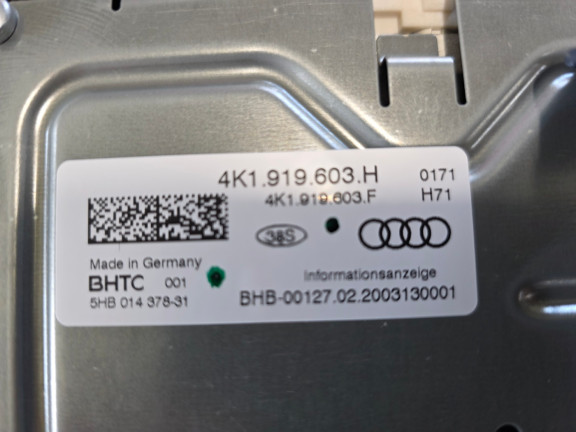 4K1.919.603.H 0171
4K1.919.603.F H71
38S
Made in Germany
BHTC 001 Informationsanzeige
5HB 014 378-31 BHB-00127.02.2003130001